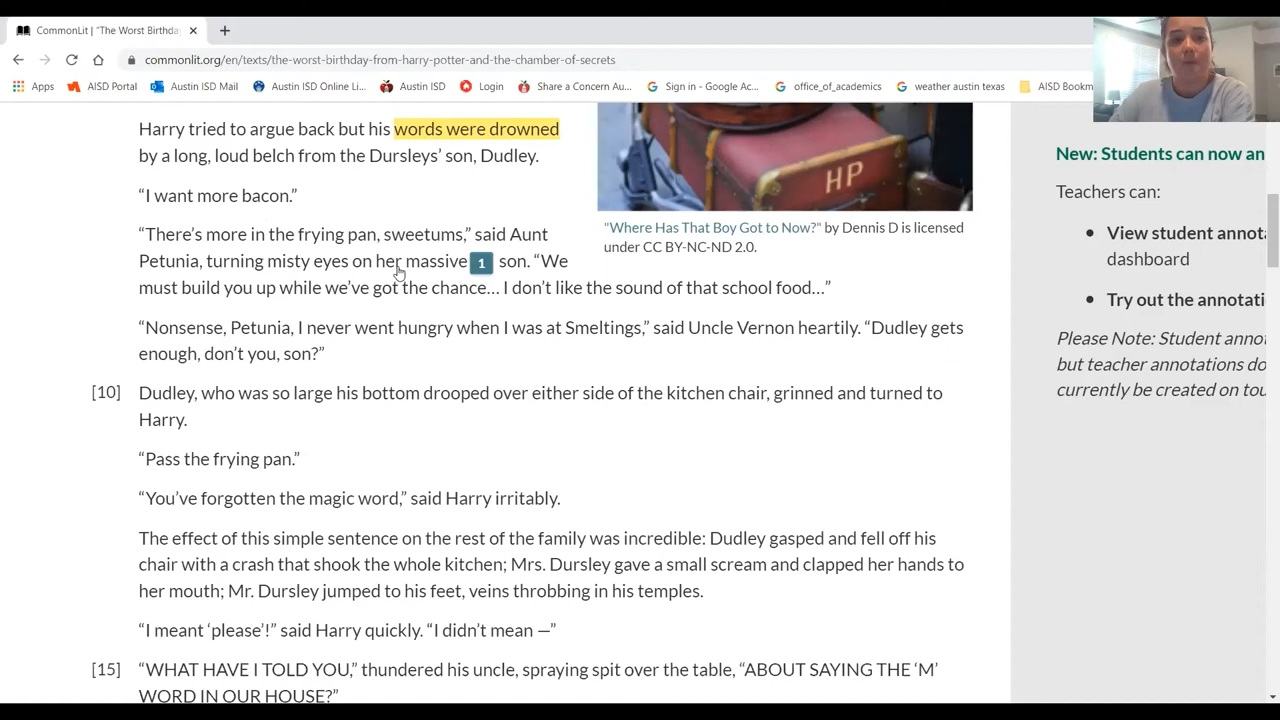 CommonLit | "The Worst Birthda
commonlit.org/en/texts/the-worst-birthday-from-harry-potter-and-the-chamber-of-secrets
Apps AISD Portal Austin ISD Mail Austin ISD Online Li... Austin ISD Login Share a Concern Au... Sign in - Google Ac... office_of_academics weather austin texas AISD Bookm
Harry tried to argue back but his words were drowned
by a long, loud belch from the Dursleys’ son, Dudley.
“I want more bacon.”
“There’s more in the frying pan, sweetums,” said Aunt
Petunia, turning misty eyes on her massive 1 son. “We
must build you up while we’ve got the chance… I don’t like the sound of that school food…”
“Nonsense, Petunia, I never went hungry when I was at Smeltings,” said Uncle Vernon heartily. “Dudley gets
enough, don’t you, son?”
[10] Dudley, who was so large his bottom drooped over either side of the kitchen chair, grinned and turned to
Harry.
“Pass the frying pan.”
“You’ve forgotten the magic word,” said Harry irritably.
The effect of this simple sentence on the rest of the family was incredible: Dudley gasped and fell off his
chair with a crash that shook the whole kitchen; Mrs. Dursley gave a small scream and clapped her hands to
her mouth; Mr. Dursley jumped to his feet, veins throbbing in his temples.
“I meant ‘please’!” said Harry quickly. “I didn’t mean —”
[15] “WHAT HAVE I TOLD YOU,” thundered his uncle, spraying spit over the table, “ABOUT SAYING THE ‘M’
WORD IN OUR HOUSE?”
HP
"Where Has That Boy Got to Now?" by Dennis D is licensed
under CC BY-NC-ND 2.0.
New: Students can now an
Teachers can:
View student annota
dashboard
Try out the annotati
Please Note: Student annot
but teacher annotations do
currently be created on tou